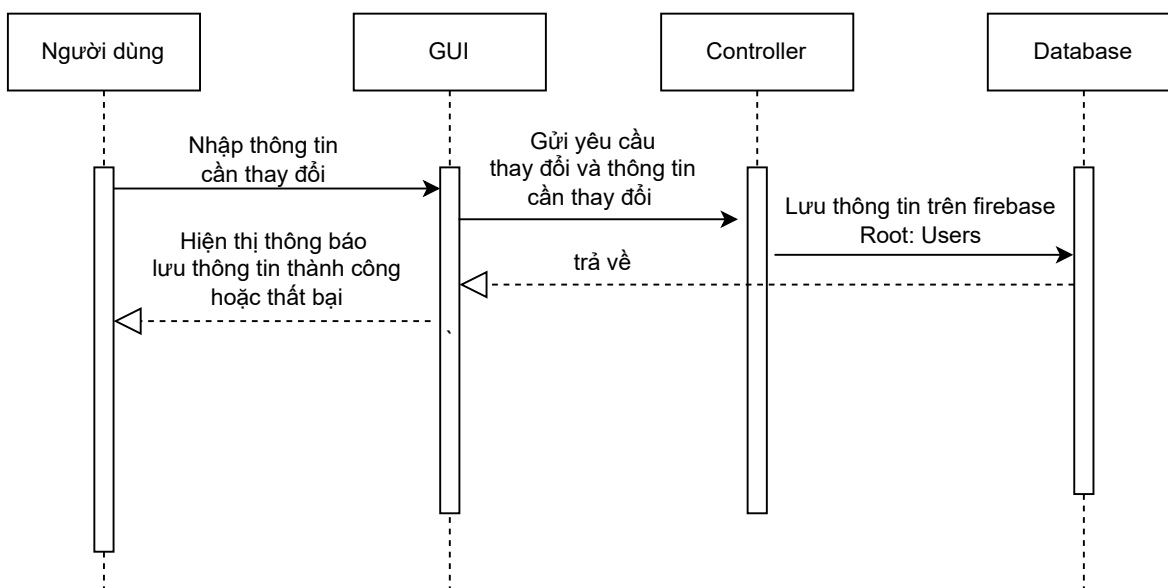 Người dùng
GUI
Controller
Database
Nhập thông tin
cần thay đổi
Gửi yêu cầu
thay đổi và thông tin
cần thay đổi
Lưu thông tin trên firebase
Root: Users
trả về
Hiện thị thông báo
lưu thông tin thành công
hoặc thất bại
`